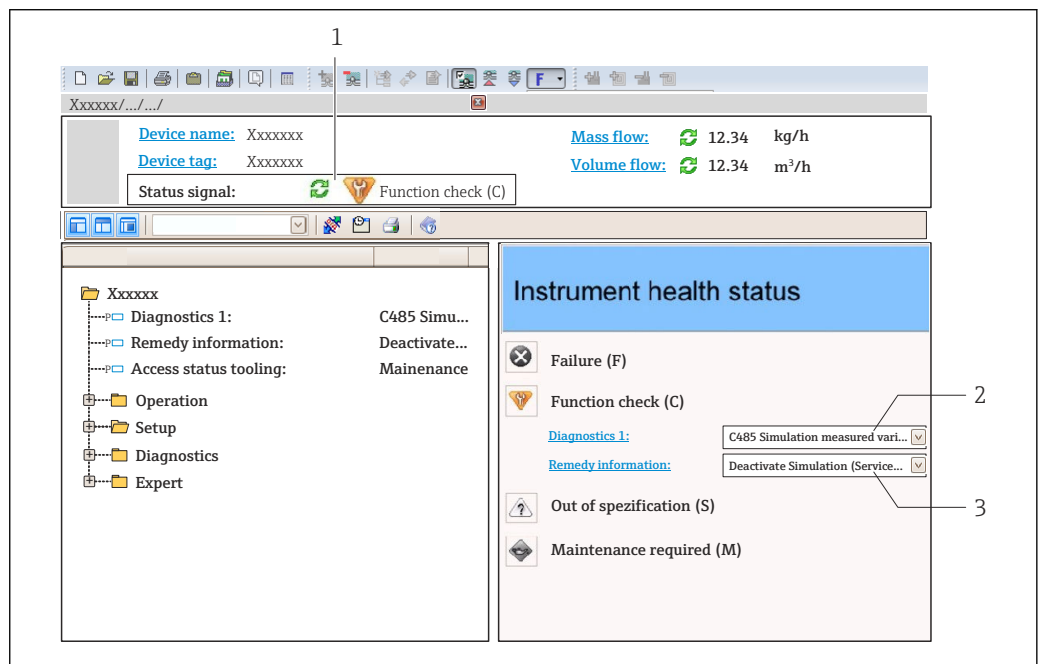 1
F
Xxxxxx/.../.../
Device name: Xxxxxxx
Mass flow: 12.34 kg/h
Device tag: Xxxxxxx
Volume flow: 12.34 m³/h
Status signal: Function check (C)
Xxxxxx
Diagnostics 1: C485 Simu...
Remedy information: Deactivate...
Access status tooling: Mainenance
Operation
Setup
Diagnostics
Expert
Instrument health status
Failure (F)
Function check (C)
Diagnostics 1: C485 Simulation measured vari...
2
Remedy information: Deactivate Simulation (Service...
3
Out of spezification (S)
Maintenance required (M)